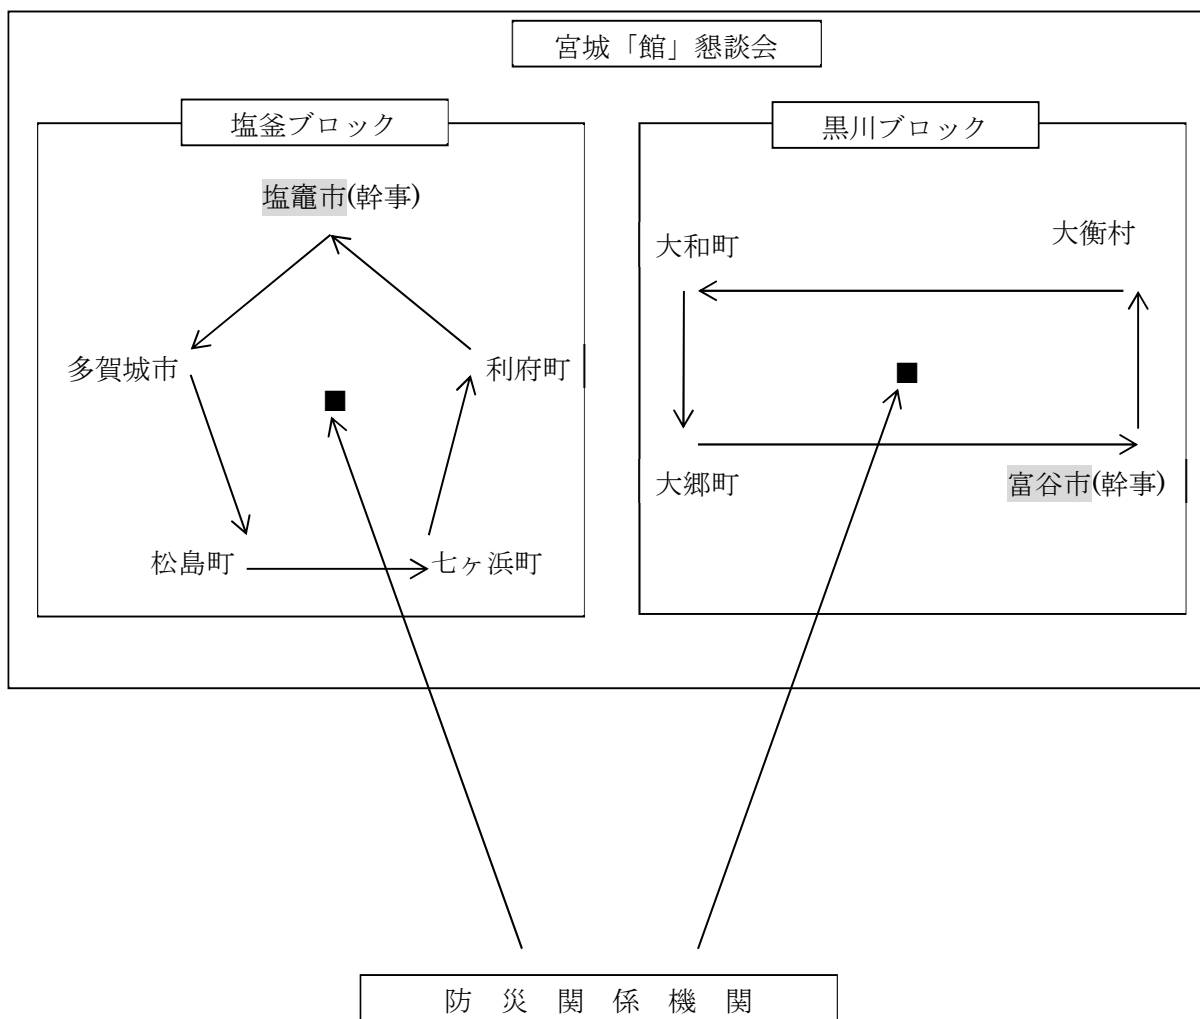 宮城「館」懇談会
塩釜ブロック
塩竈市(幹事)
多賀城市
利府町
松島町
七ヶ浜町
黒川ブロック
大和町
大衡村
大郷町
富谷市(幹事)
防災関係機関